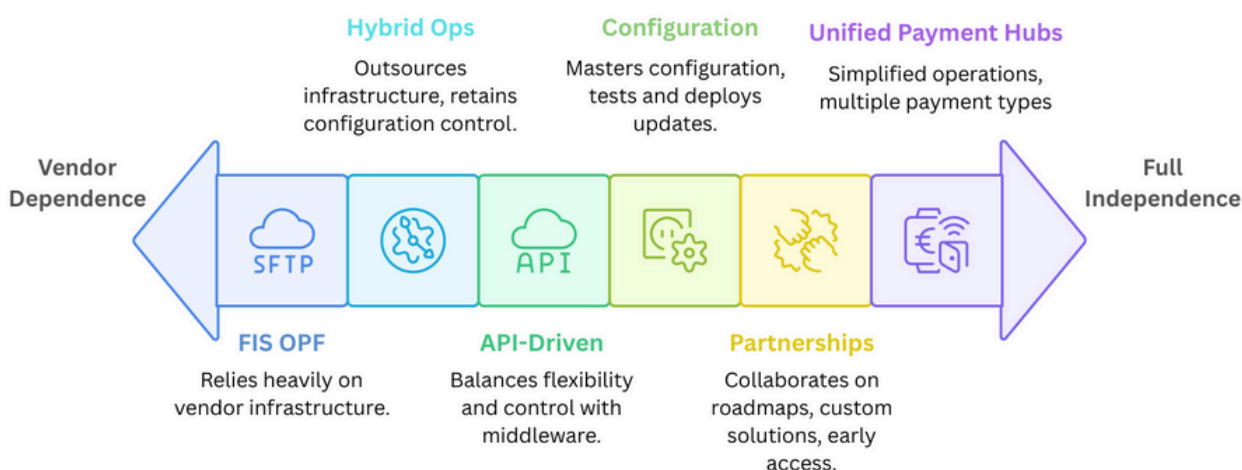 Hybrid Ops
Outsources
infrastructure, retains
configuration control.
Configuration
Masters configuration,
tests and deploys
updates.
Unified Payment Hubs
Simplified operations,
multiple payment types
Vendor
Dependence
SFTP
API
€
Full
Independence
FIS OPF
Relies heavily on
vendor infrastructure.
API-Driven
Balances flexibility
and control with
middleware.
Partnerships
Collaborates on
roadmaps, custom
solutions, early
access.